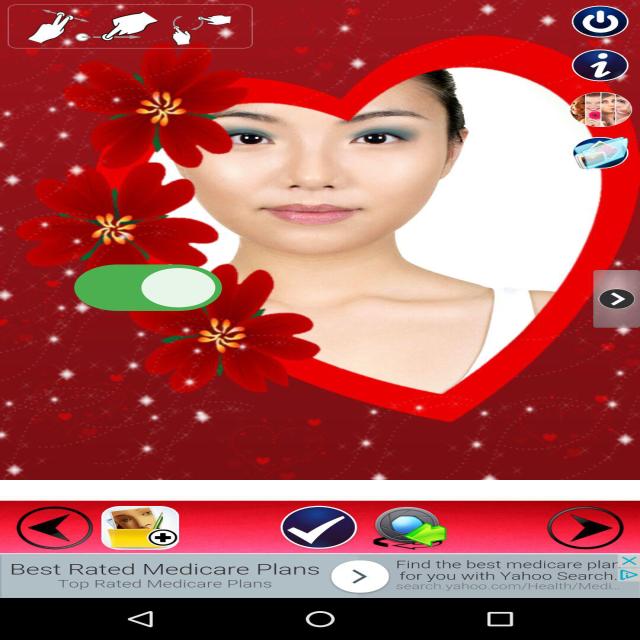 Best Rated Medicare Plans
Top Rated Medicare Plans
Find the best medicare plan
for you with Yahoo Search.
search.yahoo.com/Health/Medi...